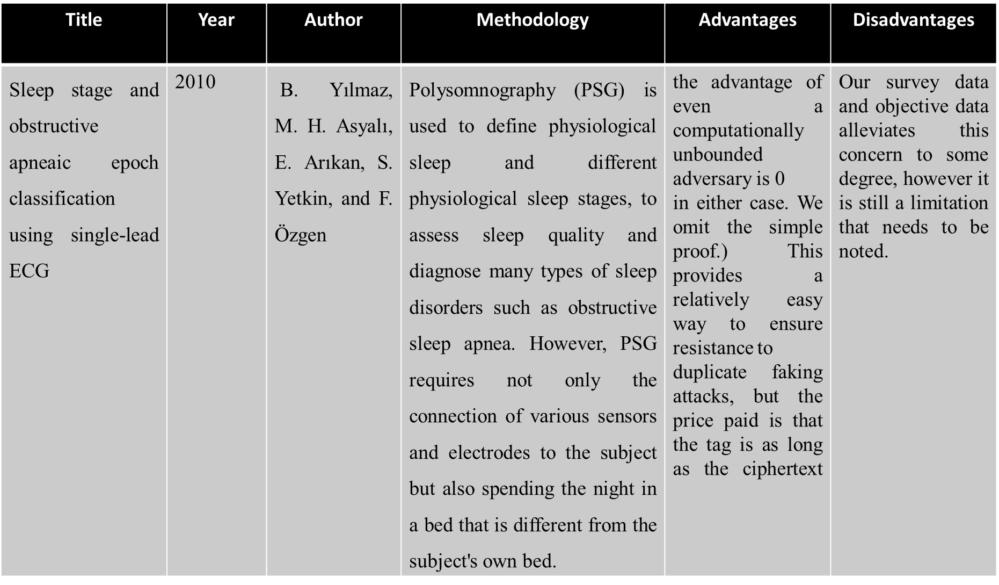 Title
Year
Author
Methodology
Advantages
Disadvantages
Sleep stage and
obstructive
apneaic epoch
classification
using single-lead
ECG
2010
B. Yılmaz,
M. H. Asyalı,
E. Arıkan, S.
Yetkin, and F.
Özgen
Polysomnography (PSG) is
used to define physiological
sleep and different
physiological sleep stages, to
assess sleep quality and
diagnose many types of sleep
disorders such as obstructive
sleep apnea. However, PSG
requires not only the
connection of various sensors
and electrodes to the subject
but also spending the night in
a bed that is different from the
subject's own bed.
the advantage of
even a
computationally
unbounded
adversary is 0
in either case. We
omit the simple
proof.) This
provides a
relatively easy
way to ensure
resistance to
duplicate faking
attacks, but the
price paid is that
the tag is as long
as the ciphertext
Our survey data
and objective data
alleviates this
concern to some
degree, however it
is still a limitation
that needs to be
noted.